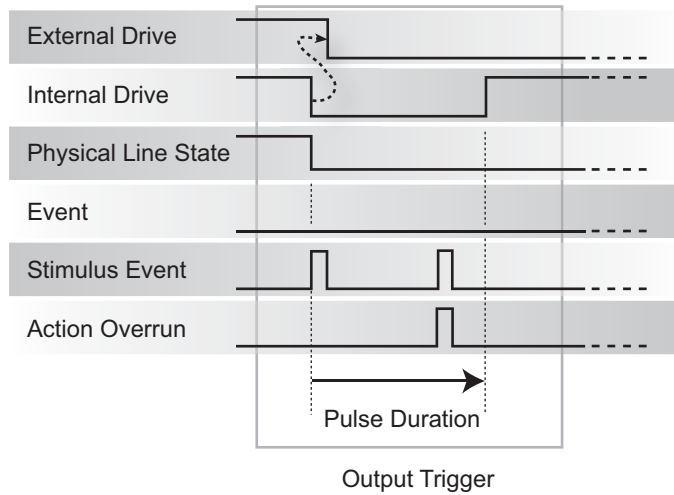 External Drive
Internal Drive
Physical Line State
Event
Stimulus Event
Action Overrun
Pulse Duration
Output Trigger